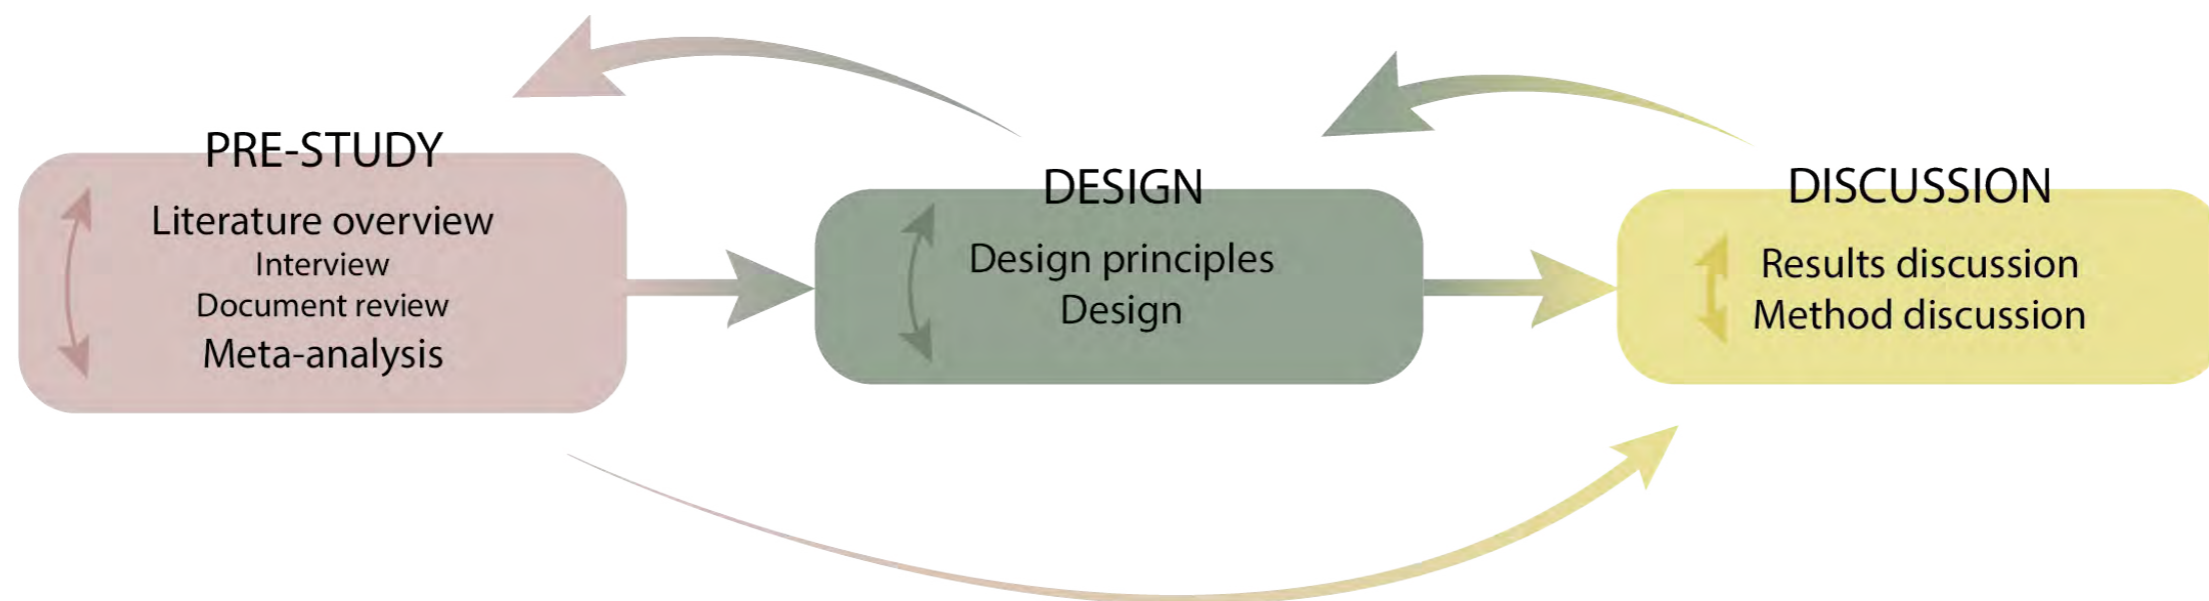 PRE-STUDY
Literature overview
Interview
Document review
Meta-analysis
DESIGN
Design principles
Design
DISCUSSION
Results discussion
Method discussion